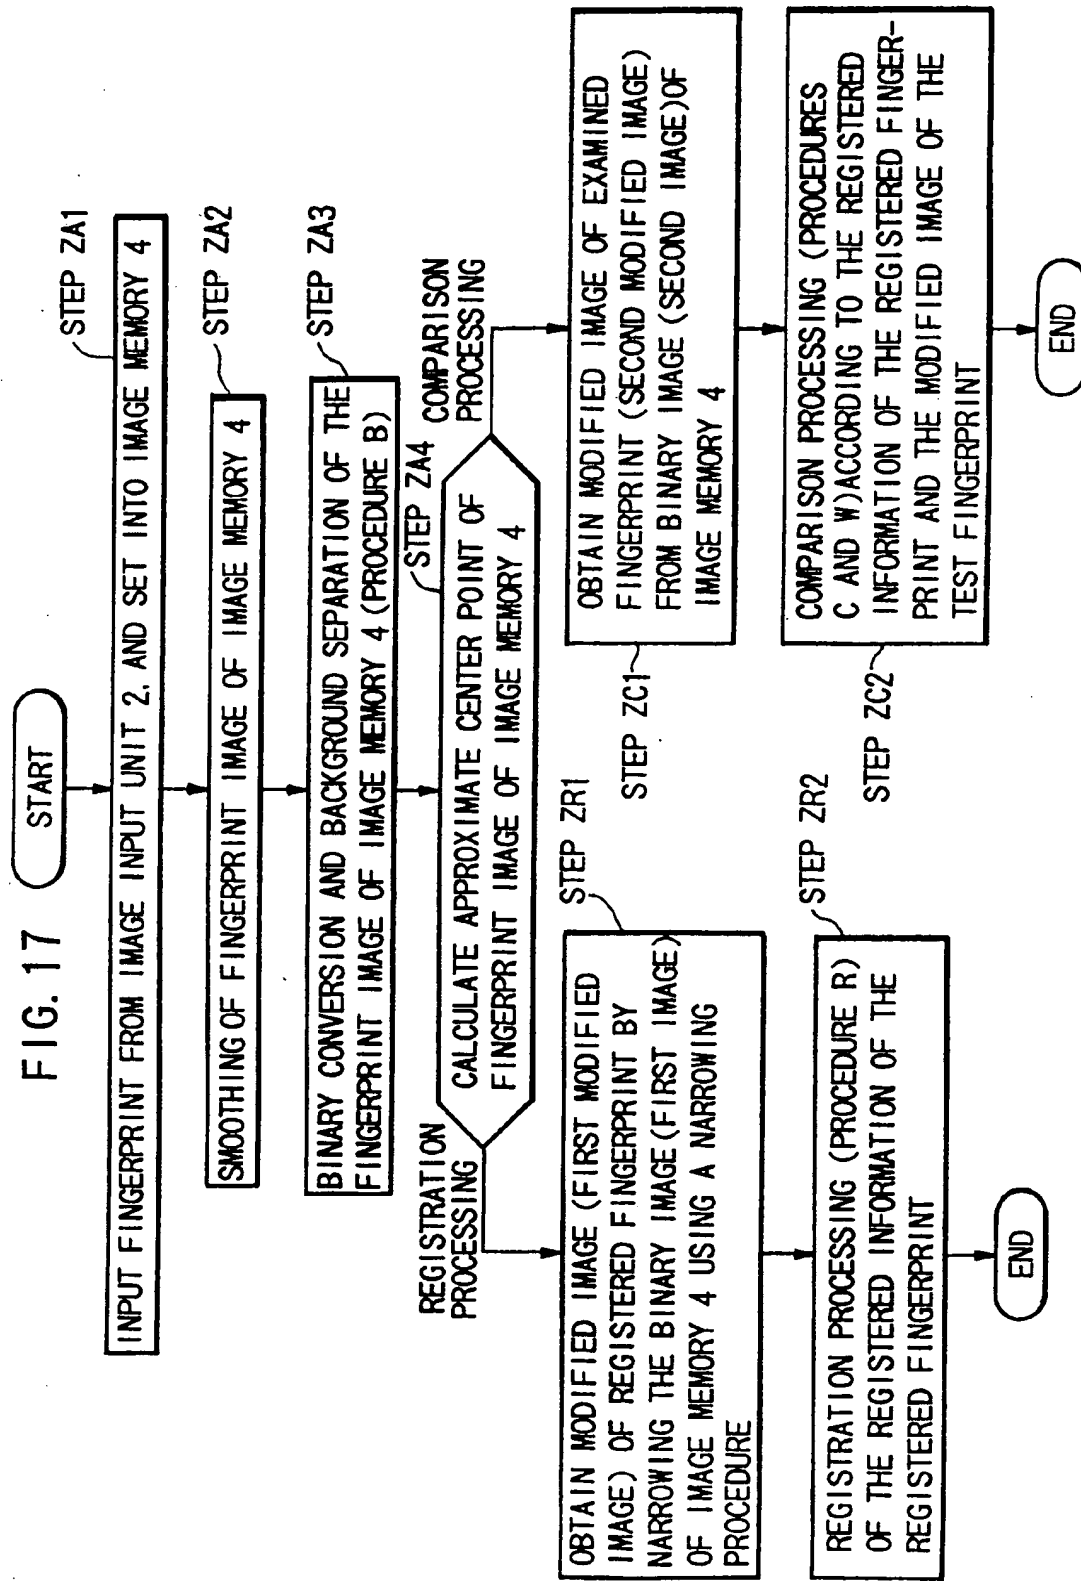 FIG. 17
START
STEP ZA1
INPUT FINGERPRINT FROM IMAGE INPUT UNIT 2, AND SET INTO IMAGE MEMORY 4
STEP ZA2
SMOOTHING OF FINGERPRINT IMAGE OF IMAGE MEMORY 4
STEP ZA3
BINARY CONVERSION AND BACKGROUND SEPARATION OF THE
FINGERPRINT IMAGE OF IMAGE MEMORY 4 (PROCEDURE B)
STEP ZA4
CALCULATE APPROXIMATE CENTER POINT OF
FINGERPRINT IMAGE OF IMAGE MEMORY 4
REGISTRATION
PROCESSING
COMPARISON
PROCESSING
STEP ZR1
OBTAIN MODIFIED IMAGE (FIRST MODIFIED
IMAGE) OF REGISTERED FINGERPRINT BY
NARROWING THE BINARY IMAGE (FIRST IMAGE)
OF IMAGE MEMORY 4 USING A NARROWING
PROCEDURE
STEP ZR2
REGISTRATION PROCESSING (PROCEDURE R)
OF THE REGISTERED INFORMATION OF THE
REGISTERED FINGERPRINT
END
OBTAIN MODIFIED IMAGE OF EXAMINED
FINGERPRINT (SECOND MODIFIED IMAGE)
FROM BINARY IMAGE (SECOND IMAGE) OF
IMAGE MEMORY 4
STEP ZC1
COMPARISON PROCESSING (PROCEDURES
C AND W) ACCORDING TO THE REGISTERED
INFORMATION OF THE REGISTERED FINGER-
PRINT AND THE MODIFIED IMAGE OF THE
TEST FINGERPRINT
STEP ZC2
END